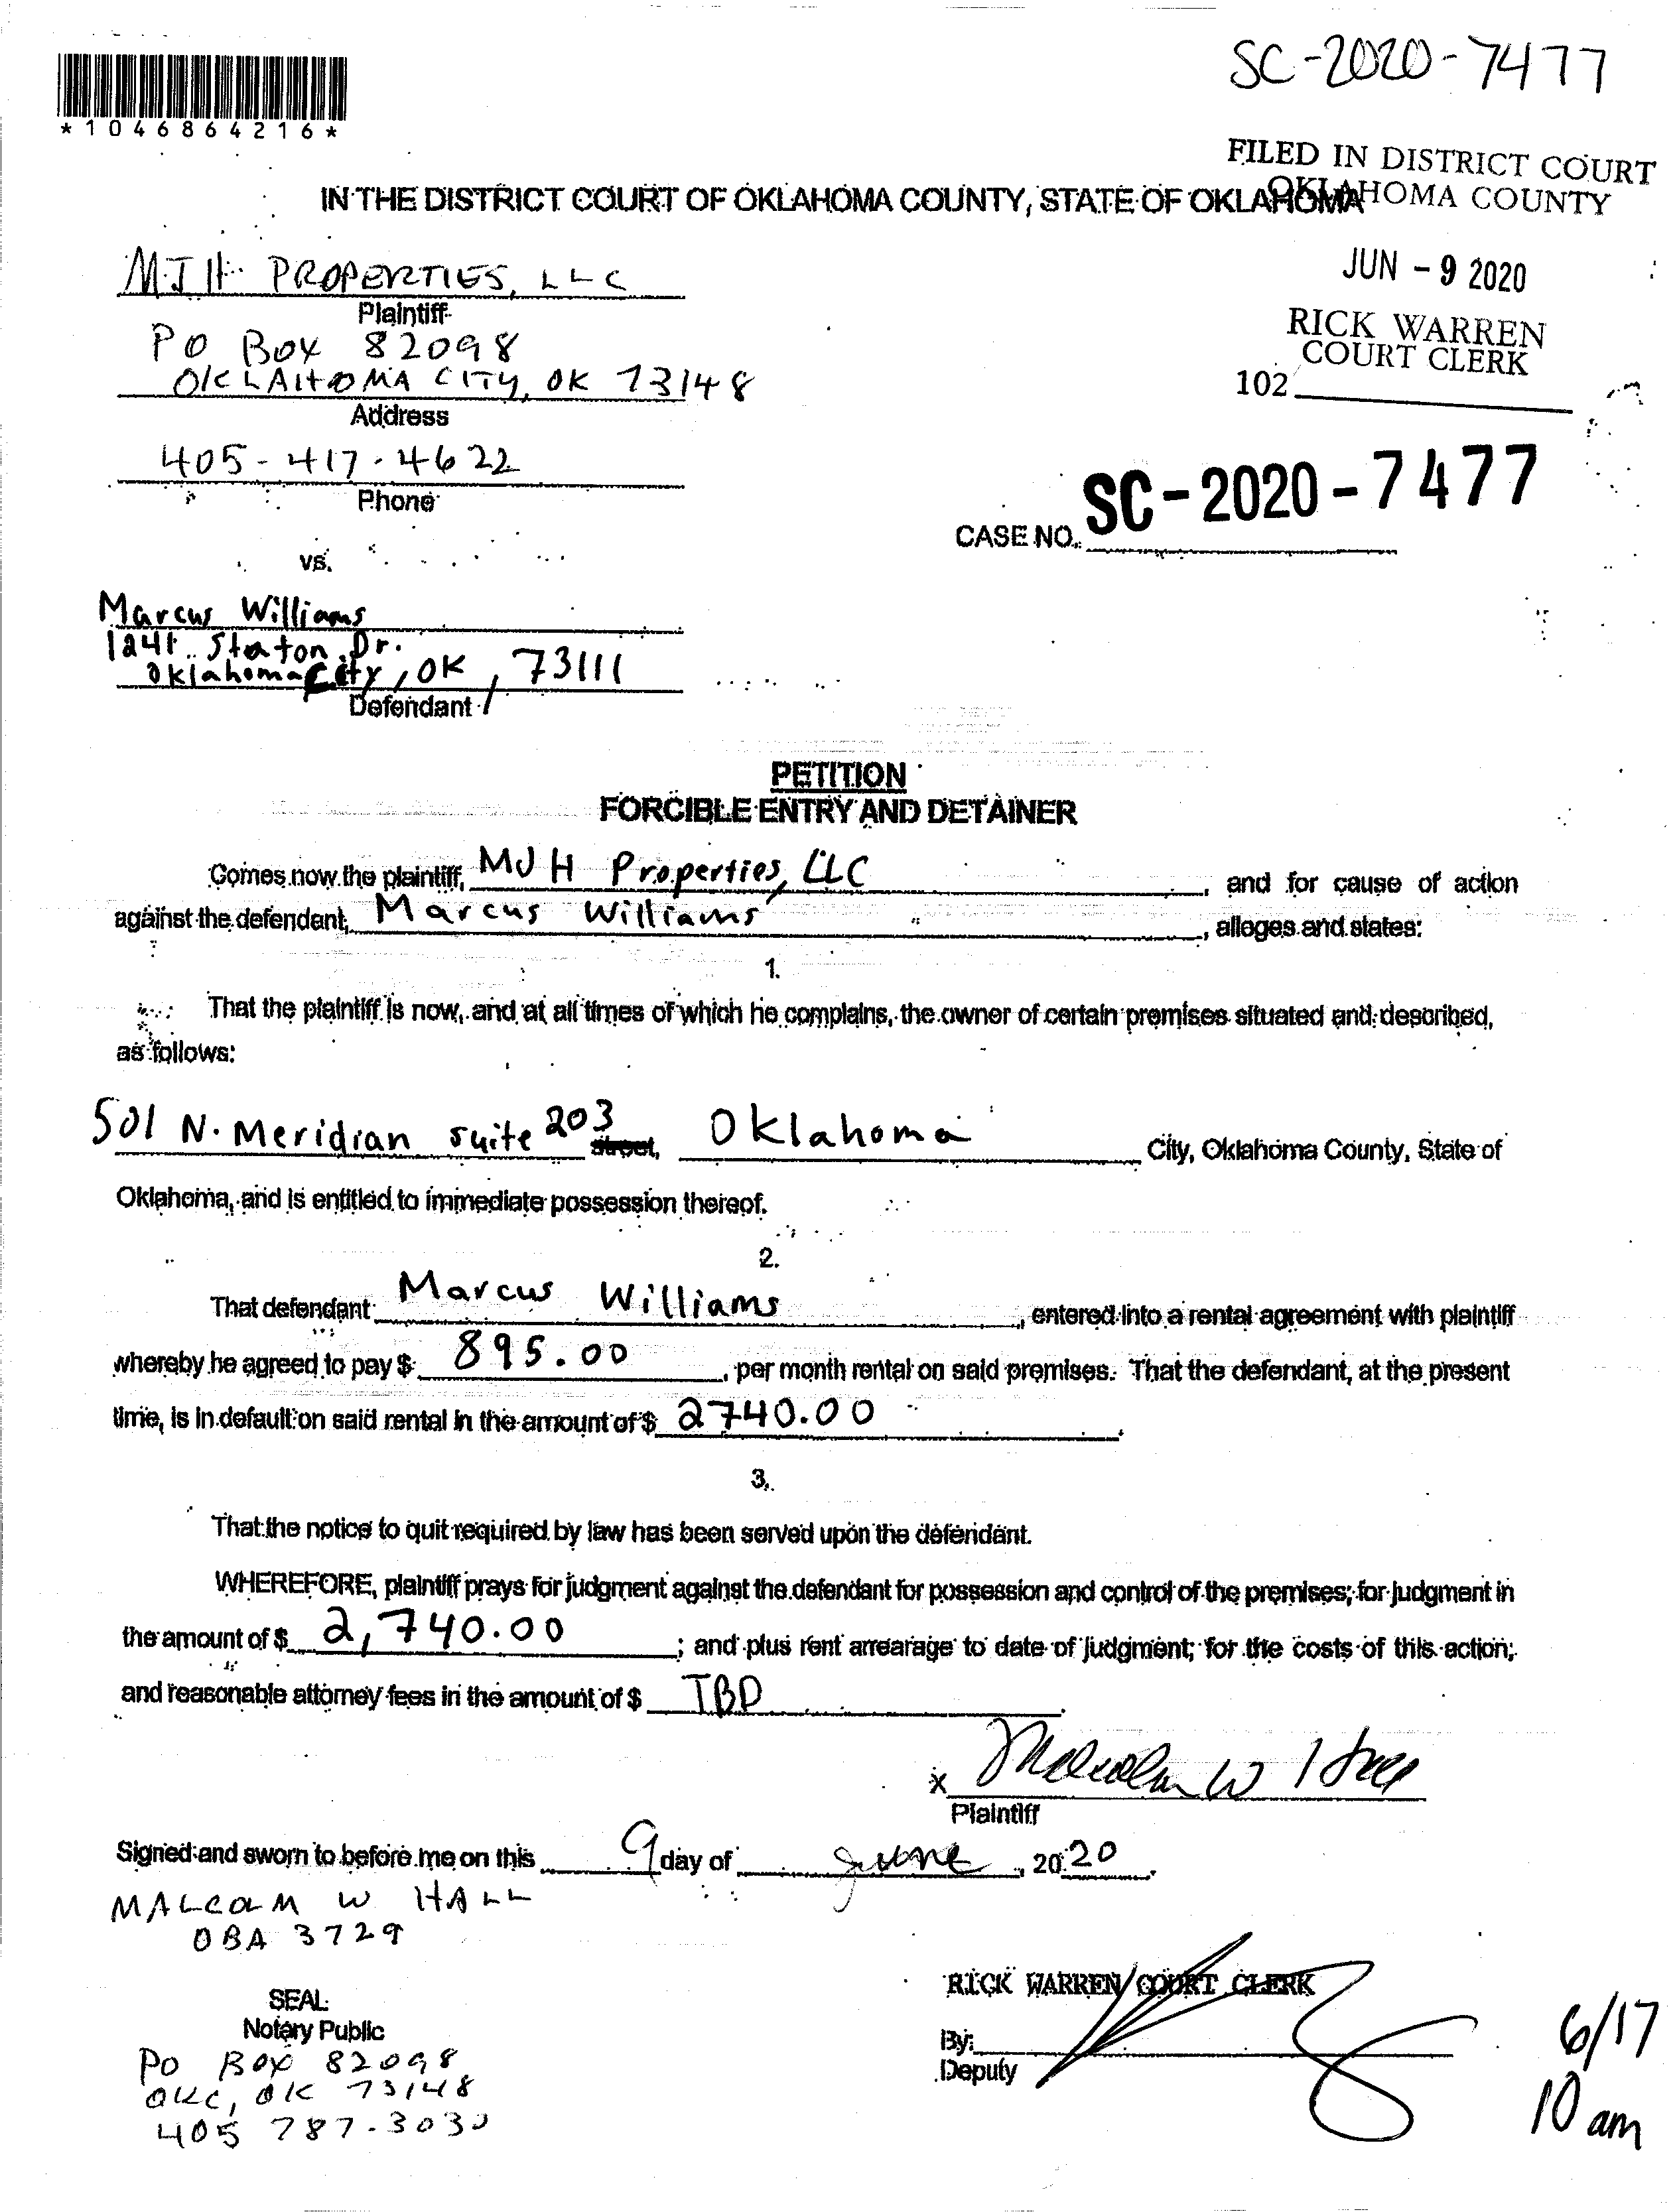 SC-2020-7477
*1046864216*
FILED IN DISTRICT COURT
OKLAHOMA COUNTY
IN THE DISTRICT COURT OF OKLAHOMA COUNTY, STATE OF OKLAHOMA
JUN - 9 2020
RICK WARREN
COURT CLERK
102
MJH PROPERTIES, LLC
Plaintiff
PO Box 82098
OKLAHOMA CITY, OK 73148
Address
405-417-4622
Phone
CASE NO. SC-2020-7477
vs.
Marcus Williams
1241 Staton Dr.
Oklahoma City, OK, 73111
Defendant
PETITION
FORCIBLE ENTRY AND DETAINER
Comes now the plaintiff, MJH Properties, LLC, and for cause of action
against the defendant, Marcus Williams, alleges and states:
1.
That the plaintiff is now, and at all times of which he complains, the owner of certain premises situated and described,
as follows:
501 N. Meridian suite 203 street, Oklahoma City, Oklahoma County, State of
Oklahoma, and is entitled to immediate possession thereof.
2.
That defendant Marcus Williams, entered into a rental agreement with plaintiff
whereby he agreed to pay $ 895.00, per month rental on said premises. That the defendant, at the present
time, is in default on said rental in the amount of $ 2740.00.
3.
That the notice to quit required by law has been served upon the defendant.
WHEREFORE, plaintiff prays for judgment against the defendant for possession and control of the premises; for judgment in
the amount of $ 2,740.00; and plus rent arrearage to date of judgment; for the costs of this action;
and reasonable attorney fees in the amount of $ TBD.
x Malcolm W Hall
Plaintiff
Signed and sworn to before me on this 9 day of June, 2020.
MALCOLM W HALL
OBA 3729
RICK WARREN, COURT CLERK
SEAL
Notary Public
By:
Deputy
PO Box 82098
OKC, OK 73148
405 787-3030
6/17
10 am